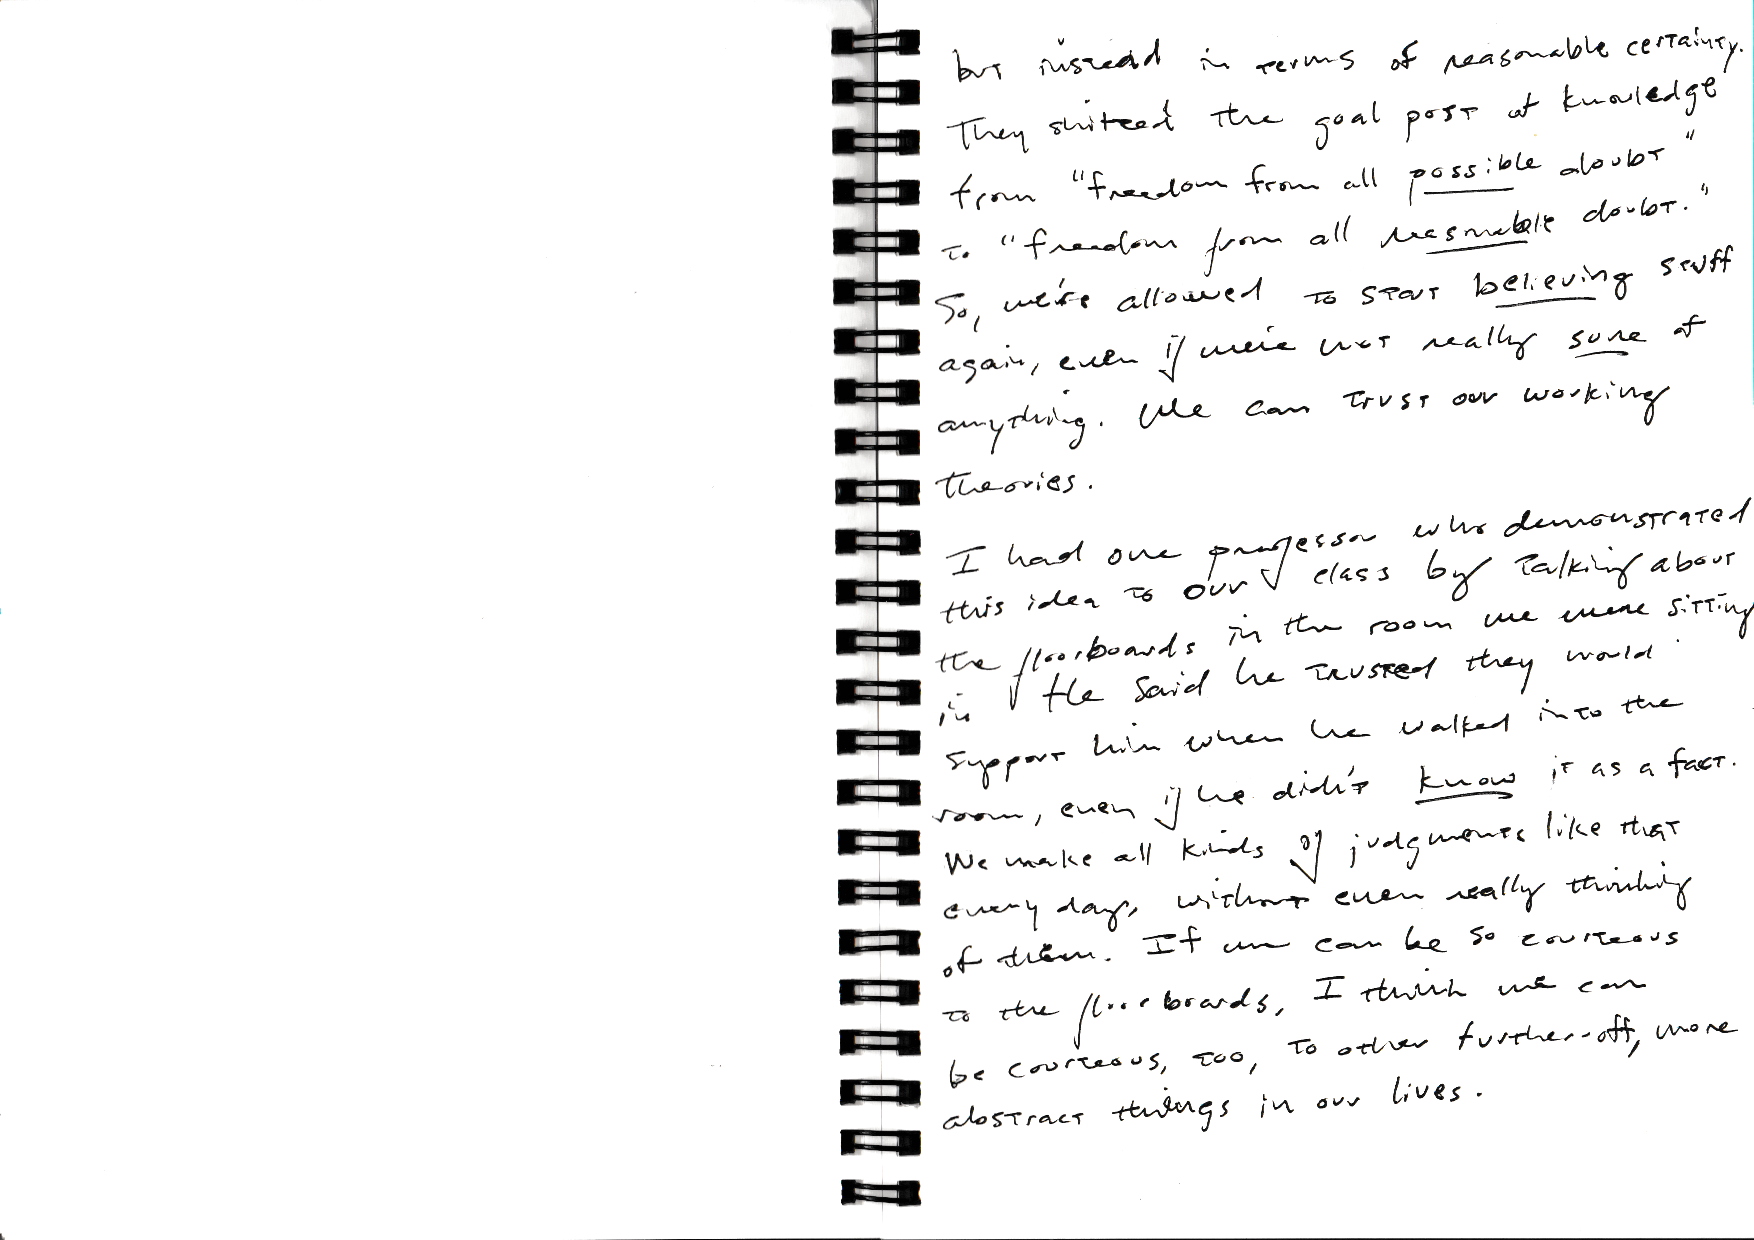 but instead in terms of reasonable certainty.
They shifted the goal post of knowledge
from "freedom from all possible doubt"
to "freedom from all reasonable doubt."
So, we're allowed to start believing stuff
again, even if we're not really sure of
anything. We can trust our working
theories.
I had one professor who demonstrated
this idea to our class by talking about
the floorboards in the room we were sitting
in. He said he trusted they would
support him when he walked into the
room, even if he didn't know it as a fact.
We make all kinds of judgments like that
every day, without even really thinking
of them. If we can be so courteous
to the floorboards, I think we can
be courteous, too, to other further-off, more
abstract things in our lives.